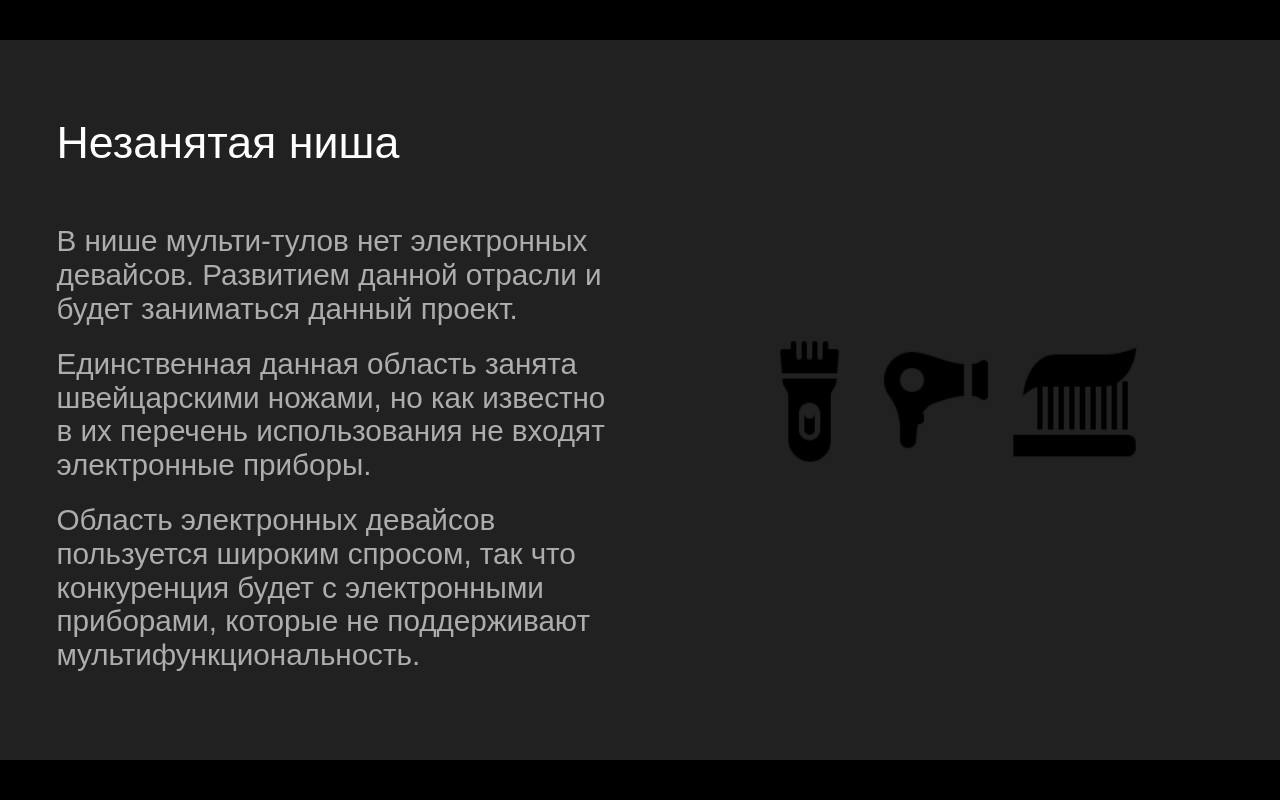 Незанятая ниша
В нише мульти-тулов нет электронных
девайсов. Развитием данной отрасли и
будет заниматься данный проект.
Единственная данная область занята
швейцарскими ножами, но как известно
в их перечень использования не входят
электронные приборы.
Область электронных девайсов
пользуется широким спросом, так что
конкуренция будет с электронными
приборами, которые не поддерживают
мультифункциональность.